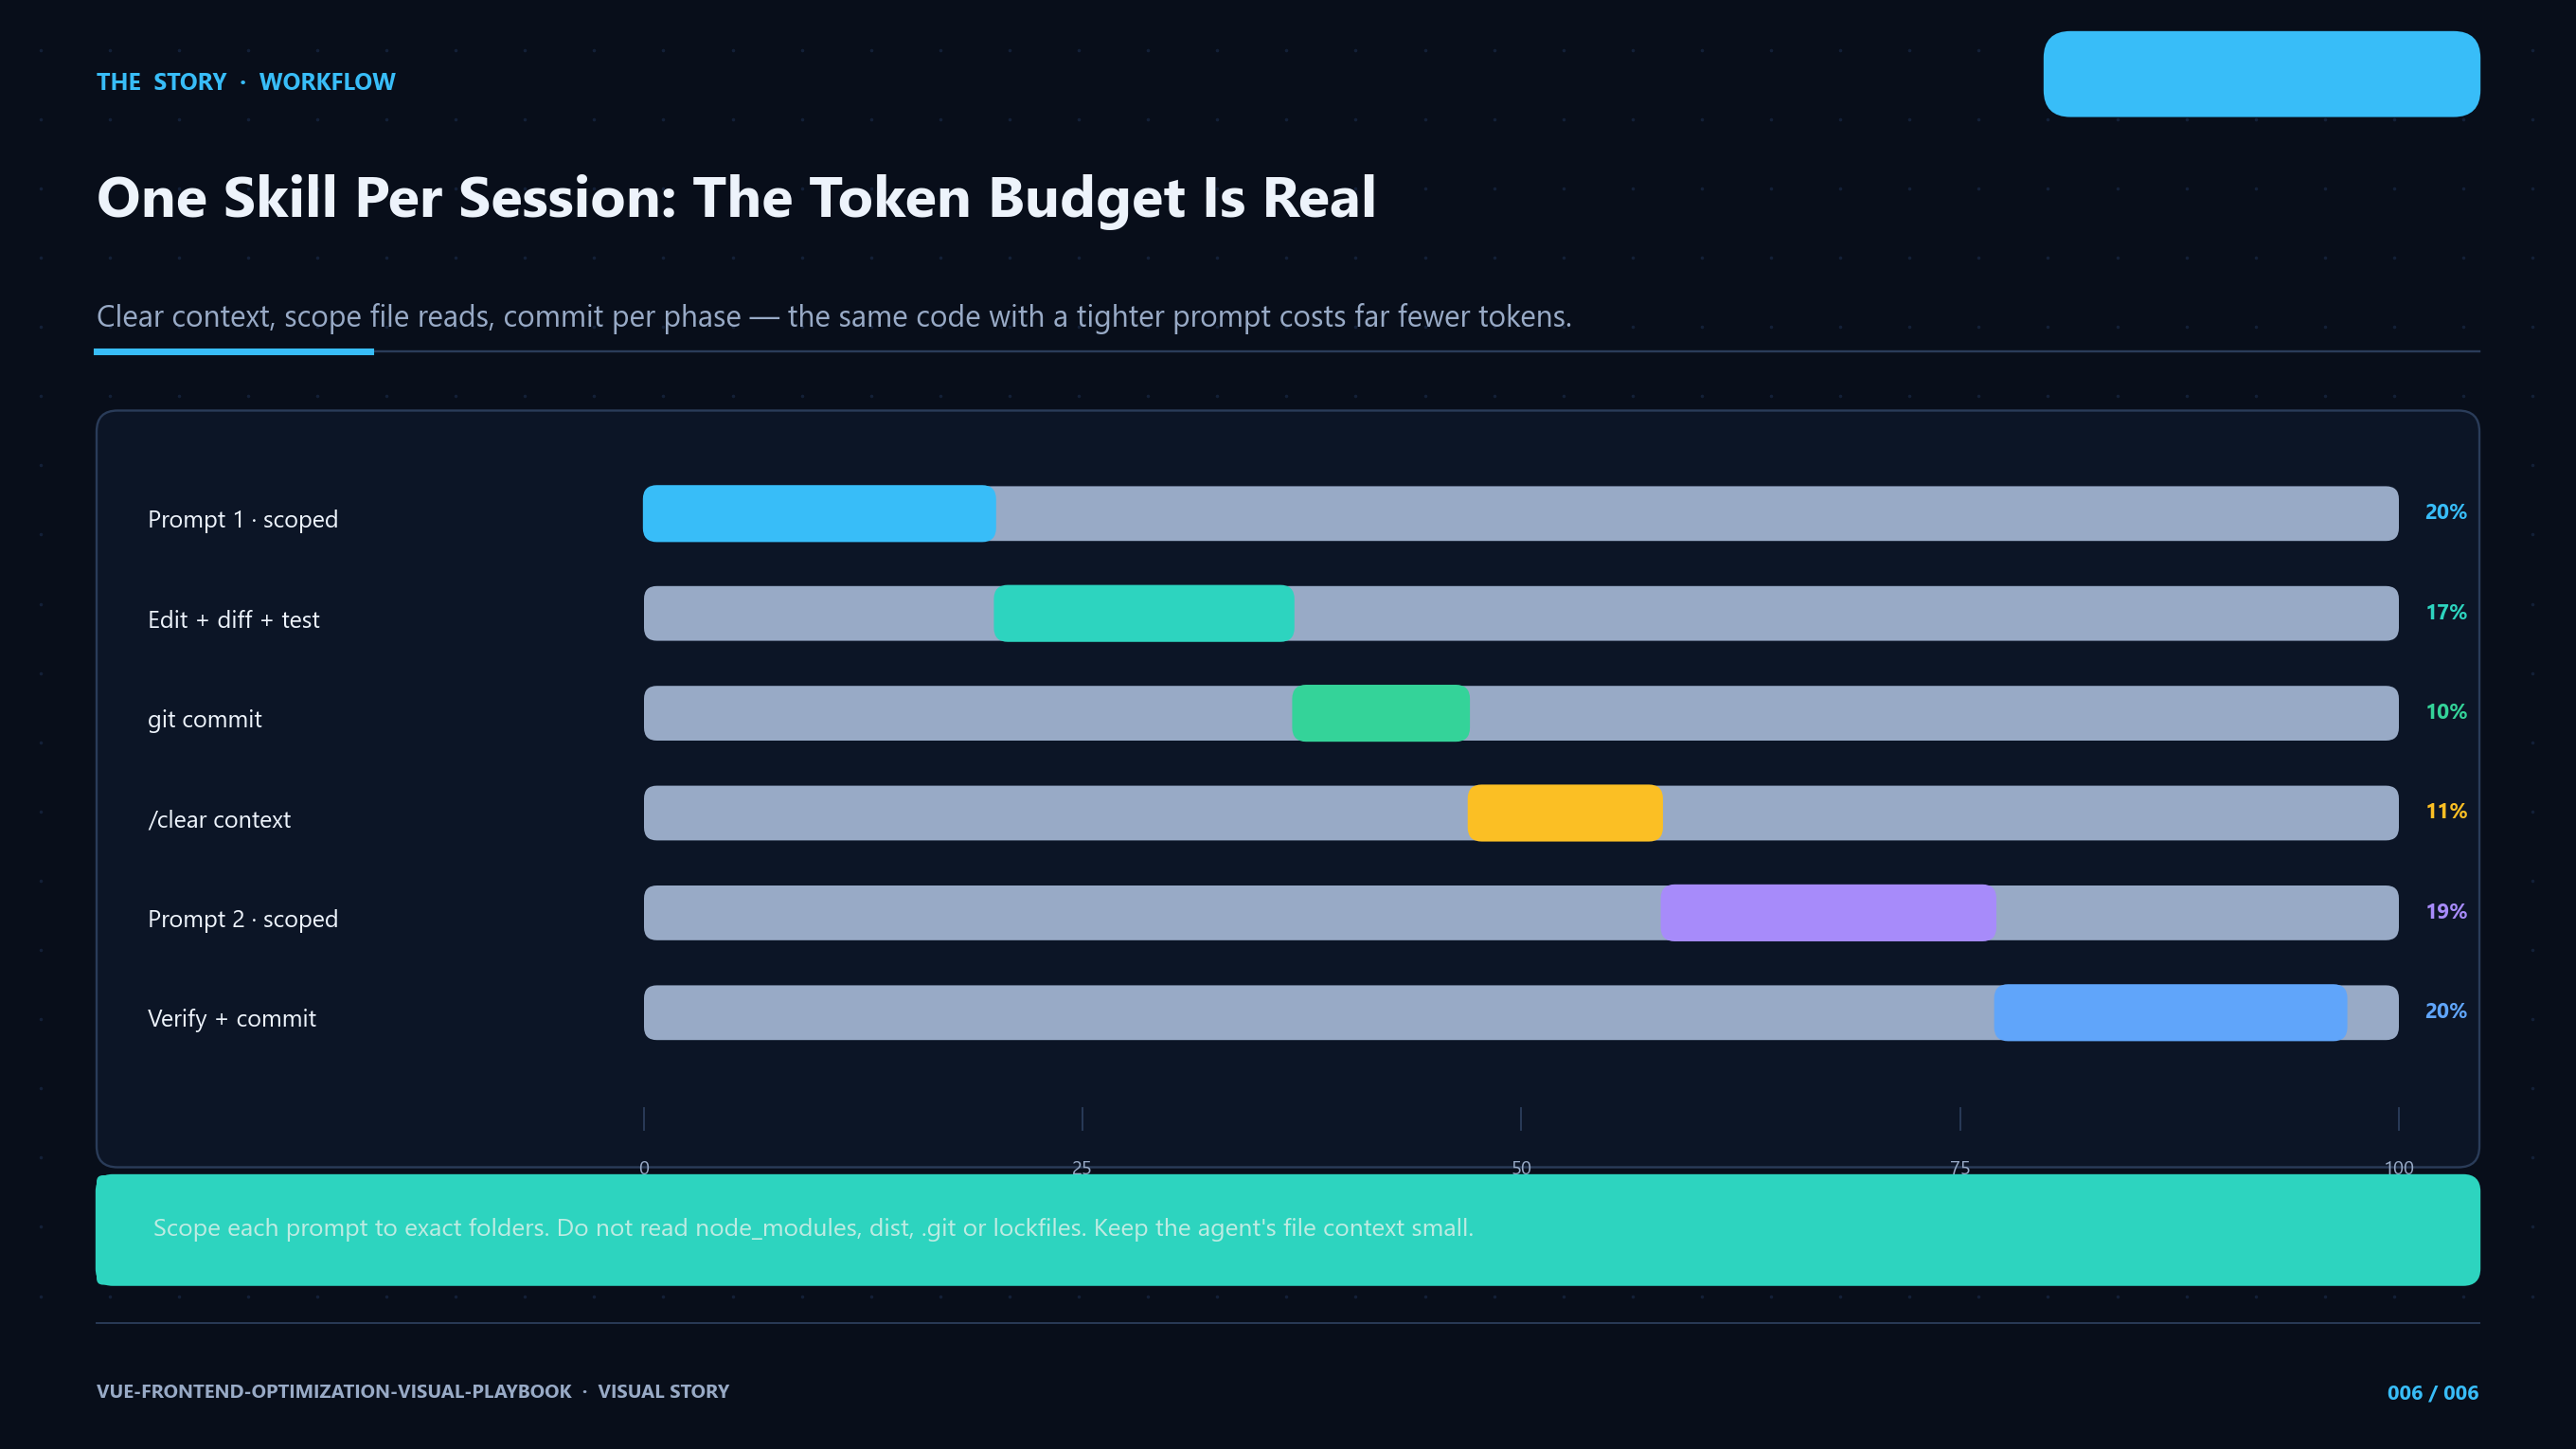 THE STORY · WORKFLOW
One Skill Per Session: The Token Budget Is Real
Clear context, scope file reads, commit per phase — the same code with a tighter prompt costs far fewer tokens.
Prompt 1 · scoped
20%
Edit + diff + test
17%
git commit
10%
/clear context
11%
Prompt 2 · scoped
19%
Verify + commit
20%
0 25 50 75 100
Scope each prompt to exact folders. Do not read node_modules, dist, .git or lockfiles. Keep the agent's file context small.
VUE-FRONTEND-OPTIMIZATION-VISUAL-PLAYBOOK · VISUAL STORY
006 / 006